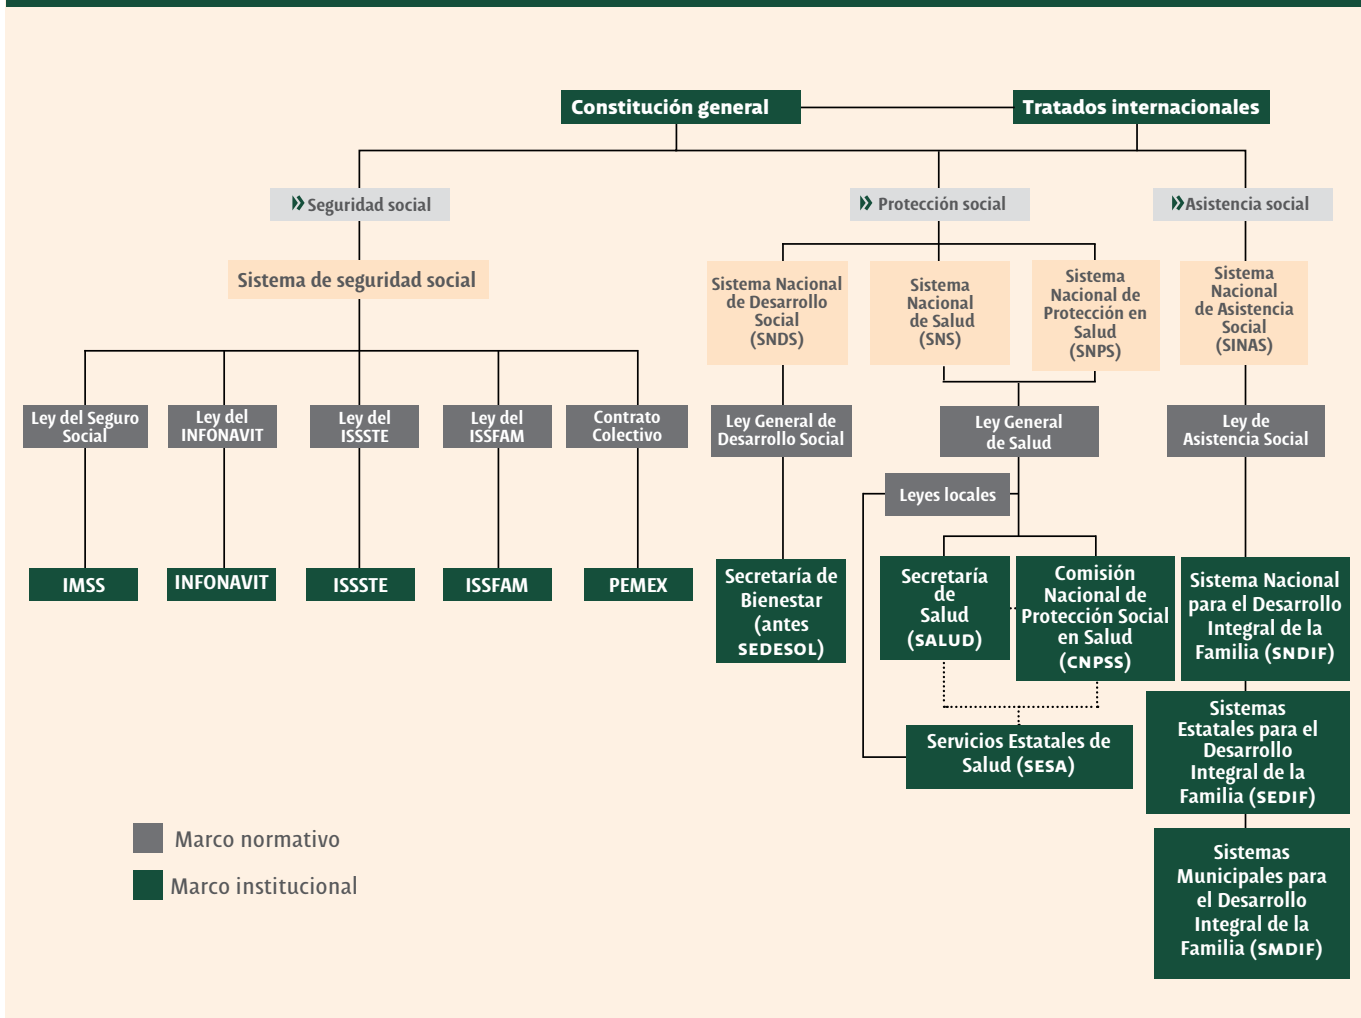 Constitución general
Tratados internacionales
Seguridad social
Protección social
Asistencia social
Sistema de seguridad social
Sistema Nacional
de Desarrollo
Social
(SNDS)
Sistema
Nacional
de Salud
(SNS)
Sistema
Nacional de
Protección en
Salud
(SNPS)
Sistema
Nacional
de Asistencia
Social
(SINAS)
Ley del Seguro
Social
Ley del
INFONAVIT
Ley del
ISSSTE
Ley del
ISSFAM
Contrato
Colectivo
Ley General de
Desarrollo Social
Ley General
de Salud
Ley de
Asistencia Social
Leyes locales
IMSS
INFONAVIT
ISSSTE
ISSFAM
PEMEX
Secretaría de
Bienestar
(antes
SEDESOL)
Secretaría
de
Salud
(SALUD)
Comisión
Nacional de
Protección Social
en Salud
(CNPSS)
Sistema Nacional
para el Desarrollo
Integral de la
Familia (SNDIF)
Servicios Estatales de
Salud (SESA)
Sistemas
Estatales para el
Desarrollo
Integral de la
Familia (SEDIF)
Sistemas
Municipales para
el Desarrollo
Integral de la
Familia (SMDIF)
Marco normativo
Marco institucional